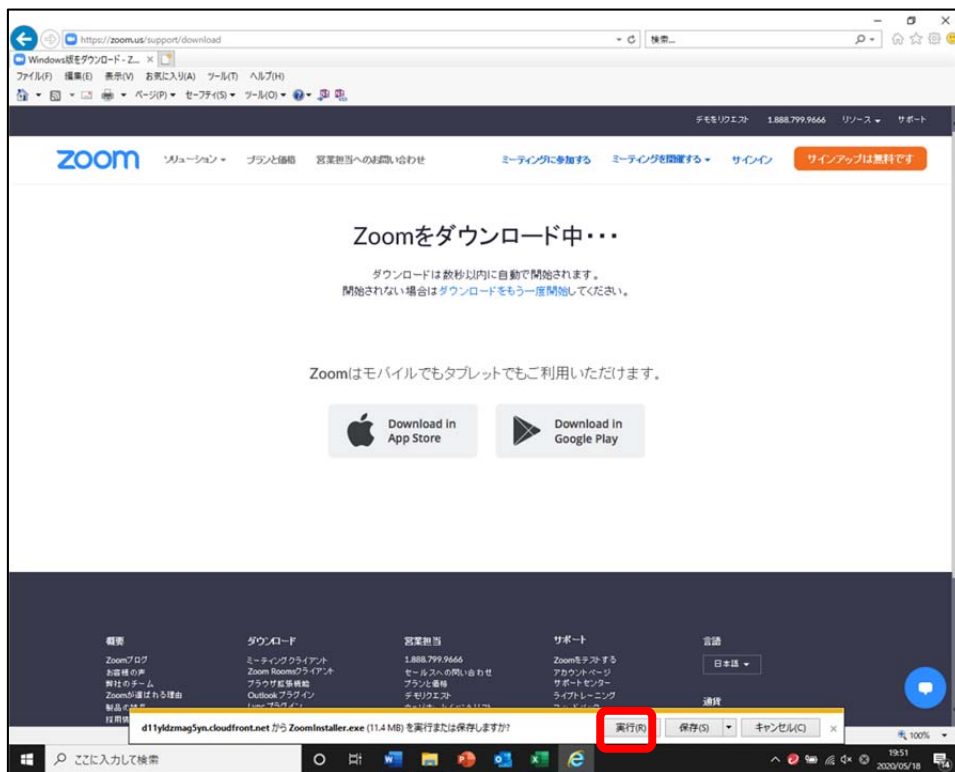 https://zoom.us/support/download
検索...
Windows版をダウンロード - Z...
ファイル(F) 編集(E) 表示(V) お気に入り(A) ツール(T) ヘルプ(H)
ページ(P) セーフティ(S) ツール(O)
デモをリクエスト 1.888.799.9666 リソース サポート
zoom ソリューション プランと価格 営業担当へのお問い合わせ ミーティングに参加する ミーティングを開催する サインイン サインアップは無料です
Zoomをダウンロード中・・・
ダウンロードは数秒以内に自動で開始されます。
開始されない場合はダウンロードをもう一度開始してください。
Zoomはモバイルでもタブレットでもご利用いただけます。
Download in
App Store
Download in
Google Play
概要
Zoomブログ
お客様の声
弊社のチーム
Zoomが選ばれる理由
製品の特長
ダウンロード
ミーティングクライアント
Zoom Roomsクライアント
ブラウザ拡張機能
Outlookプラグイン
営業担当
1.888.799.9666
セールスへの問い合わせ
プランと価格
デモリクエスト
サポート
Zoomをテストする
アカウントページ
サポートセンター
ライブトレーニング
言語
日本語
通貨
d11yldzmag5yn.cloudfront.net から ZoomInstaller.exe (11.4 MB) を実行または保存しますか?
実行(R) 保存(S) キャンセル(C)
100%
ここに入力して検索
19:51
2020/05/18